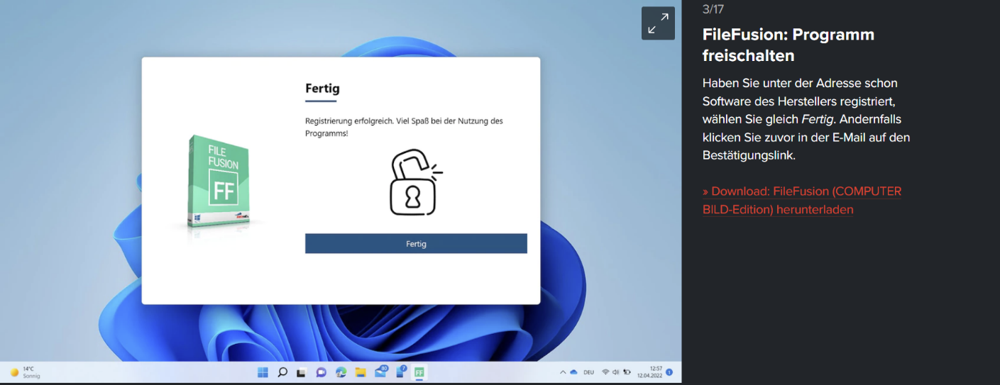 3/17
FileFusion: Programm
freischalten
Haben Sie unter der Adresse schon
Software des Herstellers registriert,
wählen Sie gleich Fertig. Andernfalls
klicken Sie zuvor in der E-Mail auf den
Bestätigungslink.
» Download: FileFusion (COMPUTER
BILD-Edition) herunterladen
Fertig
Registrierung erfolgreich. Viel Spaß bei der Nutzung des
Programms!
FILE
FUSION
FF
Fertig
14°C
Sonnig
80
7
FF
DEU
12:57
12.04.2022
1